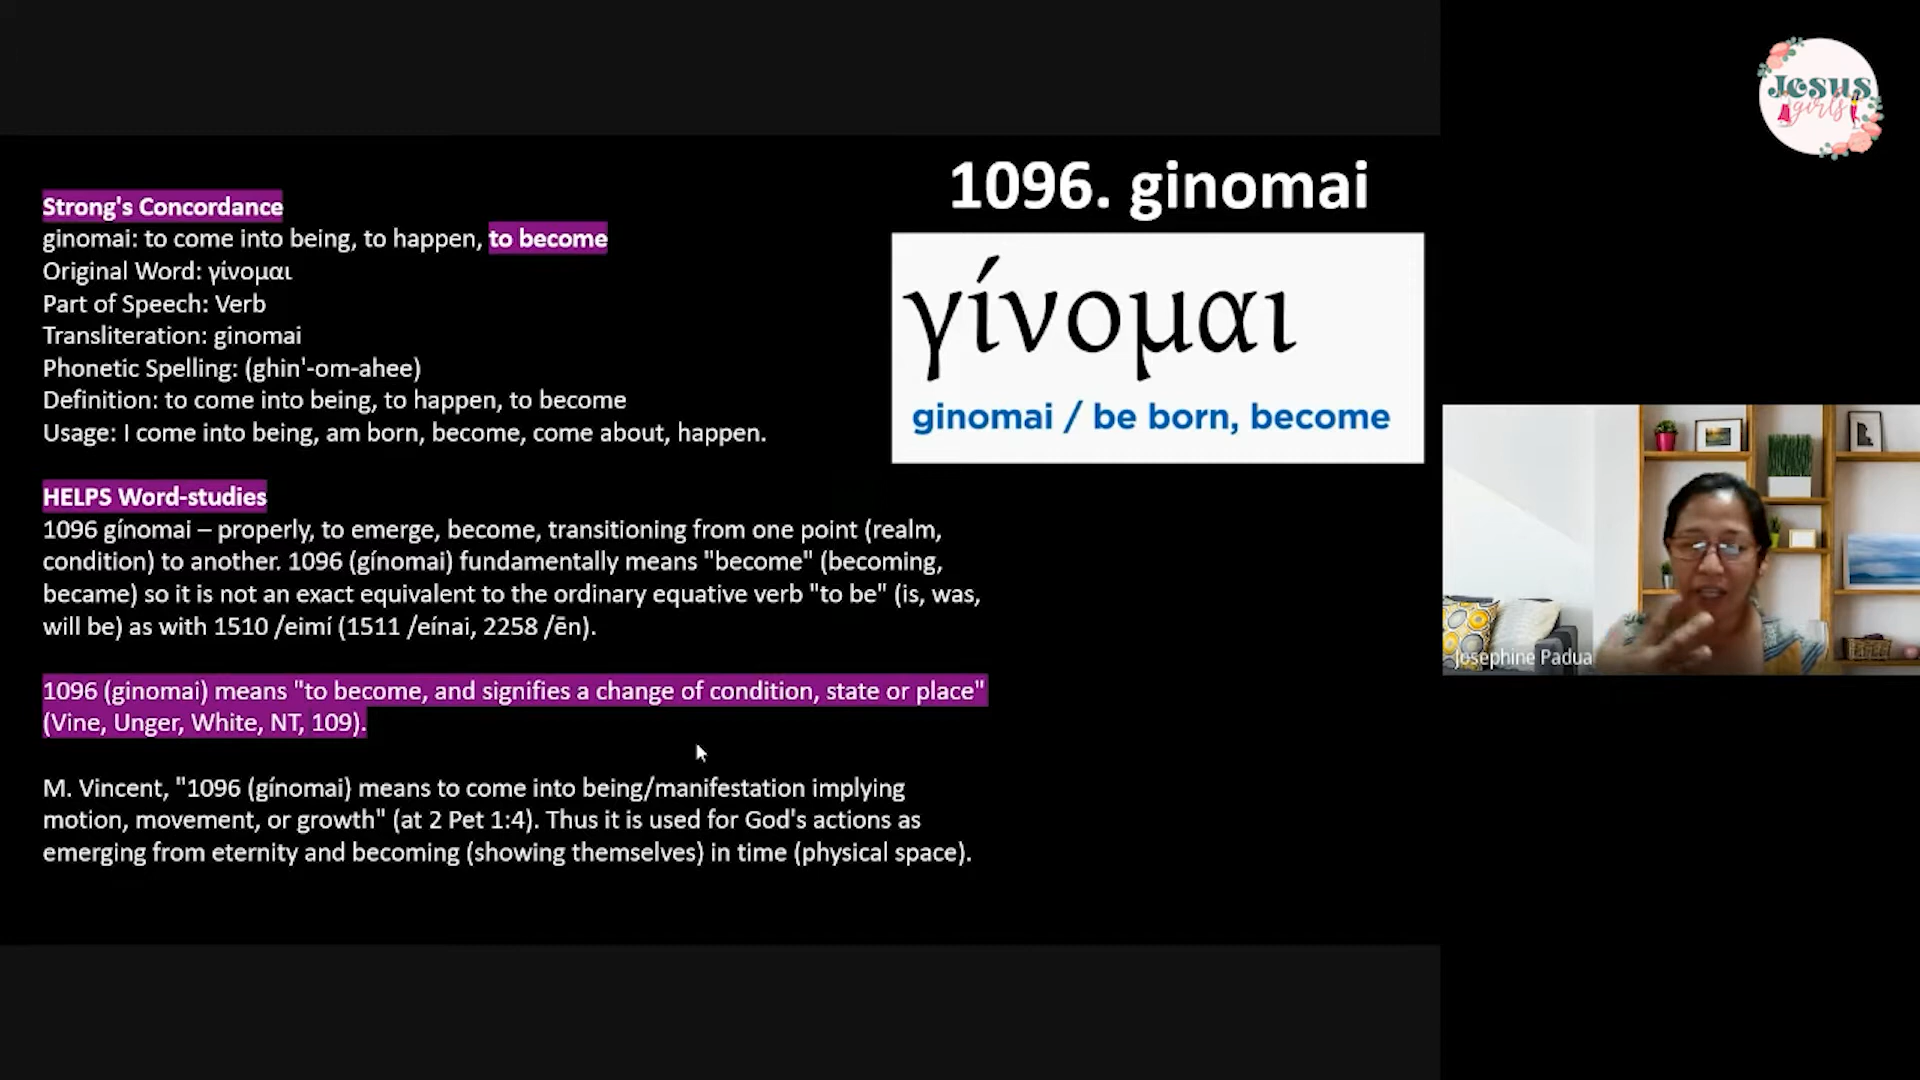 Jesus
girls
1096. ginomai
Strong's Concordance
ginomai: to come into being, to happen, to become
Original Word: γίνομαι
Part of Speech: Verb
Transliteration: ginomai
Phonetic Spelling: (ghin'-om-ahee)
Definition: to come into being, to happen, to become
Usage: I come into being, am born, become, come about, happen.
γίνομαι
ginomai / be born, become
HELPS Word-studies
1096 gínomai – properly, to emerge, become, transitioning from one point (realm,
condition) to another. 1096 (gínomai) fundamentally means "become" (becoming,
became) so it is not an exact equivalent to the ordinary equative verb "to be" (is, was,
will be) as with 1510 /eimí (1511 /eínai, 2258 /ēn).
1096 (ginomai) means "to become, and signifies a change of condition, state or place"
(Vine, Unger, White, NT, 109).
M. Vincent, "1096 (gínomai) means to come into being/manifestation implying
motion, movement, or growth" (at 2 Pet 1:4). Thus it is used for God's actions as
emerging from eternity and becoming (showing themselves) in time (physical space).
Josephine Padua